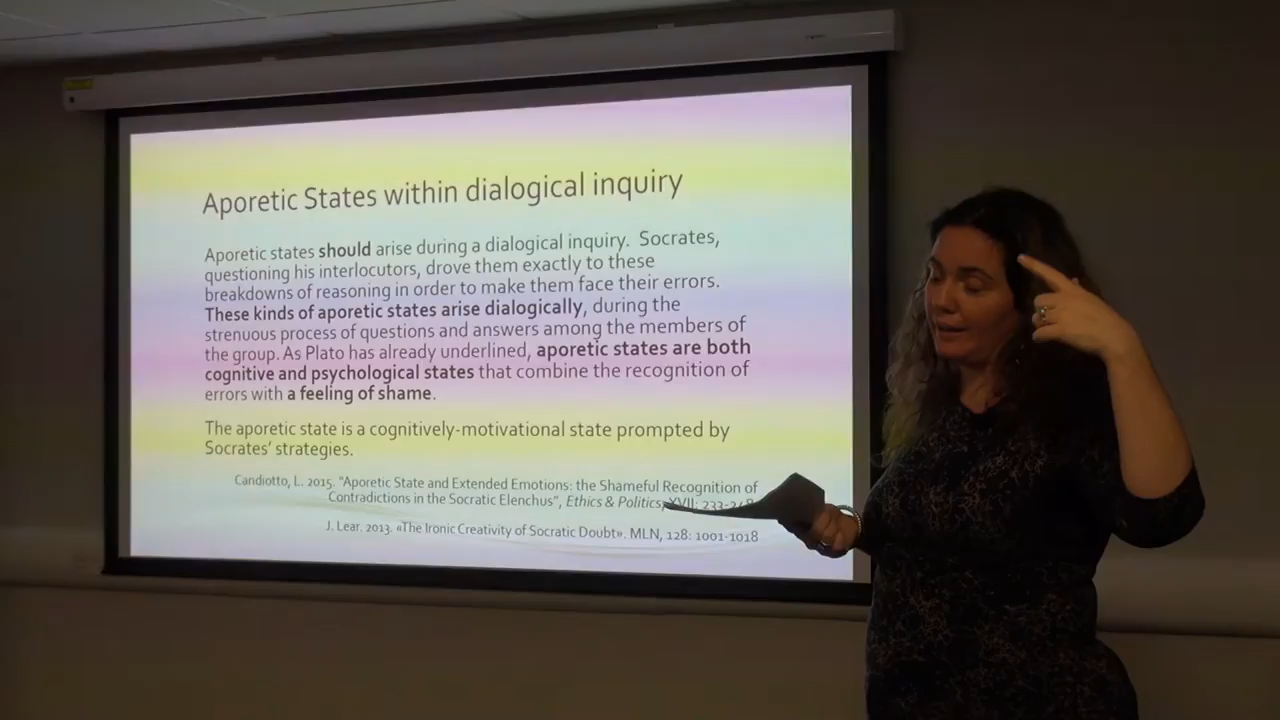 Aporetic States within dialogical inquiry
Aporetic states should arise during a dialogical inquiry. Socrates,
questioning his interlocutors, drove them exactly to these
breakdowns of reasoning in order to make them face their errors.
These kinds of aporetic states arise dialogically, during the
strenuous process of questions and answers among the members of
the group. As Plato has already underlined, aporetic states are both
cognitive and psychological states that combine the recognition of
errors with a feeling of shame.
The aporetic state is a cognitively-motivational state prompted by
Socrates' strategies.
Candiotto, L. 2015. "Aporetic State and Extended Emotions: the Shameful Recognition of
Contradictions in the Socratic Elenchus", Ethics & Politics, XVII:
J. Lear. 2013. «The Ironic Creativity of Socratic Doubt». MLN, 128: 1001-1018